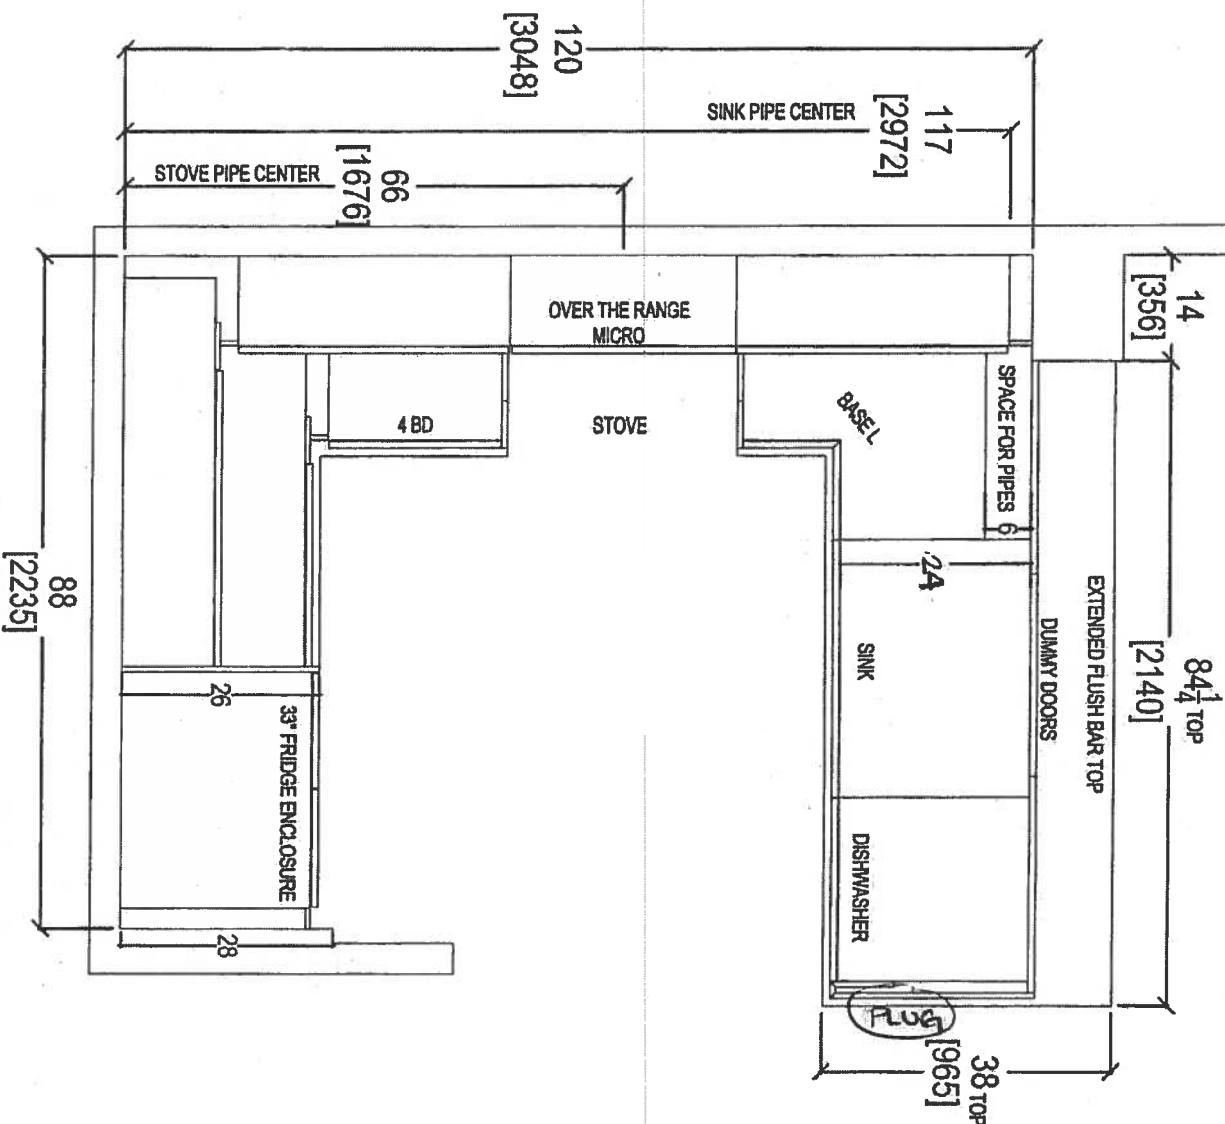 120
[3048]
SINK PIPE CENTER
117
[2972]
STOVE PIPE CENTER
66
[1676]
14
[356]
OVER THE RANGE
MICRO
4 BD
STOVE
BASE L
SPACE FOR PIPES
6
24
SINK
DISHWASHER
DUMMY DOORS
EXTENDED FLUSH BAR TOP
84 1/4 TOP
[2140]
88
[2235]
26
33" FRIDGE ENCLOSURE
28
PLUG
38 TOP
[965]